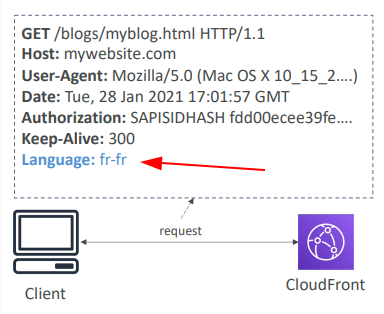 GET /blogs/myblog.html HTTP/1.1
Host: mywebsite.com
User-Agent: Mozilla/5.0 (Mac OS X 10_15_2....)
Date: Tue, 28 Jan 2021 17:01:57 GMT
Authorization: SAPISIDHASH fdd00ecee39fe....
Keep-Alive: 300
Language: fr-fr
request
Client
CloudFront